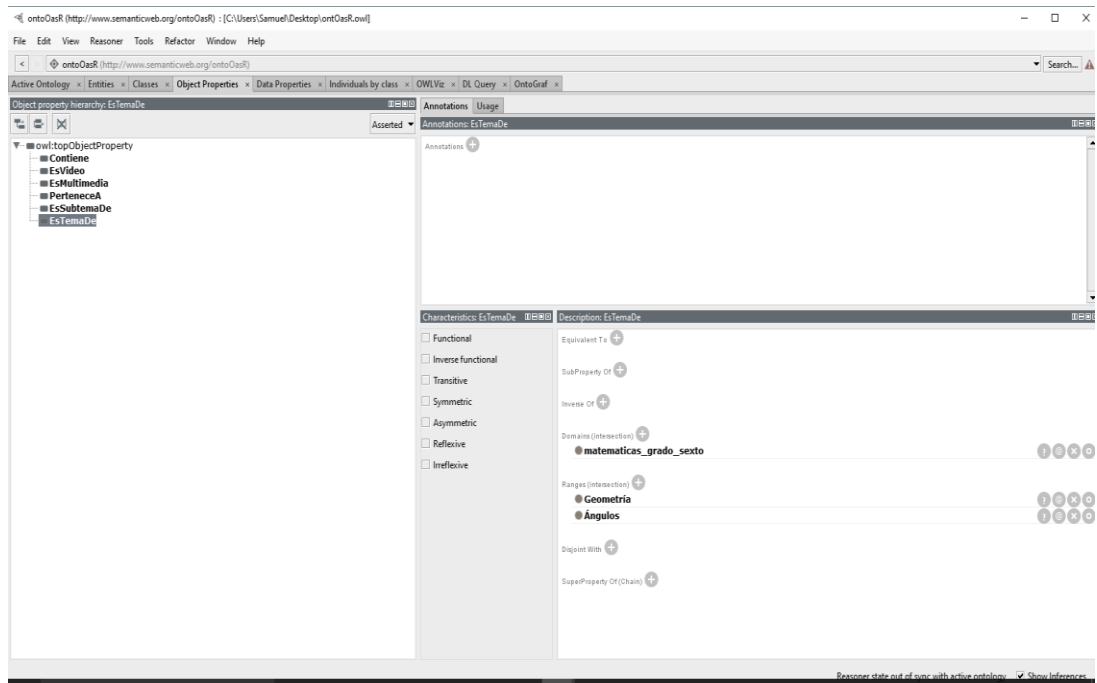 ontoOasR (http://www.semanticweb.org/ontoOasR) : [C:\Users\Samuel\Desktop\ontOasR.owl]
File Edit View Reasoner Tools Refactor Window Help
ontoOasR (http://www.semanticweb.org/ontoOasR) Search...
Active Ontology × Entities × Classes × Object Properties × Data Properties × Individuals by class × OWLViz × DL Query × OntoGraf ×
Object property hierarchy: EsTemaDe
Asserted
owl:topObjectProperty
Contiene
EsVideo
EsMultimedia
PerteneceA
EsSubtemaDe
EsTemaDe
Annotations Usage
Annotations: EsTemaDe
Annotations
Characteristics: EsTemaDe
Functional
Inverse functional
Transitive
Symmetric
Asymmetric
Reflexive
Irreflexive
Description: EsTemaDe
Equivalent To
SubProperty Of
Inverse Of
Domains (intersection)
matematicas_grado_sexto
Ranges (intersection)
Geometría
Ángulos
Disjoint With
SuperProperty Of (Chain)
Reasoner state out of sync with active ontology Show Inferences